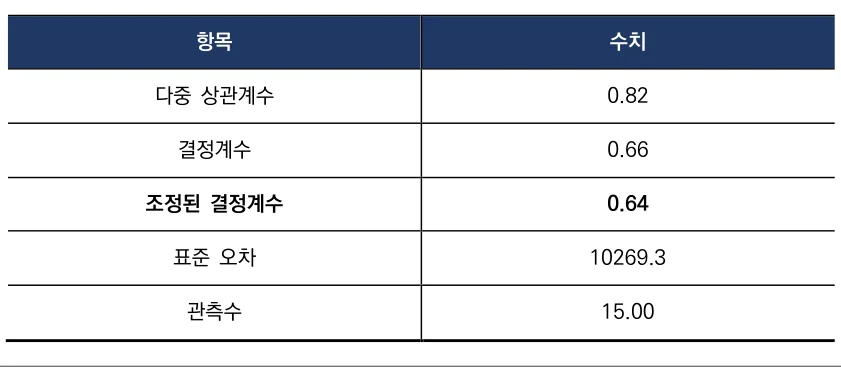 항목 수치
다중 상관계수 0.82
결정계수 0.66
조정된 결정계수 0.64
표준 오차 10269.3
관측수 15.00